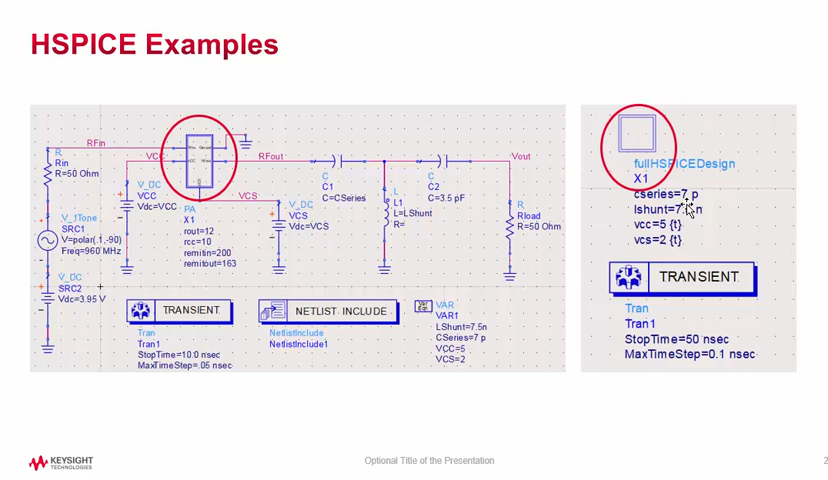 HSPICE Examples
RFin
R
Rin
R=50 Ohm
V_1Tone
SRC1
V=polar(.1,-90)
Freq=960 MHz
V_DC
SRC2
Vdc=3.95 V
VCC
V_DC
VCC
Vdc=VCC
PA
X1
rout=12
rcc=10
remitin=200
remitout=163
VCS
V_DC
VCS
Vdc=VCS
RFout
C
C1
C=CSeries
L
L1
L=LShunt
R=
C
C2
C=3.5 pF
Vout
R
Rload
R=50 Ohm
TRANSIENT
Tran
Tran1
StopTime=10.0 nsec
MaxTimeStep=.05 nsec
NETLIST INCLUDE
NetlistInclude
NetlistInclude1
VAR
VAR1
LShunt=7.5n
CSeries=7 p
VCC=5
VCS=2
fullHSPICEDesign
X1
cseries=7 p
vcc=5 {t}
vcs=2 {t}
TRANSIENT
Tran
Tran1
StopTime=50 nsec
MaxTimeStep=0.1 nsec
KEYSIGHT
TECHNOLOGIES
Optional Title of the Presentation
2